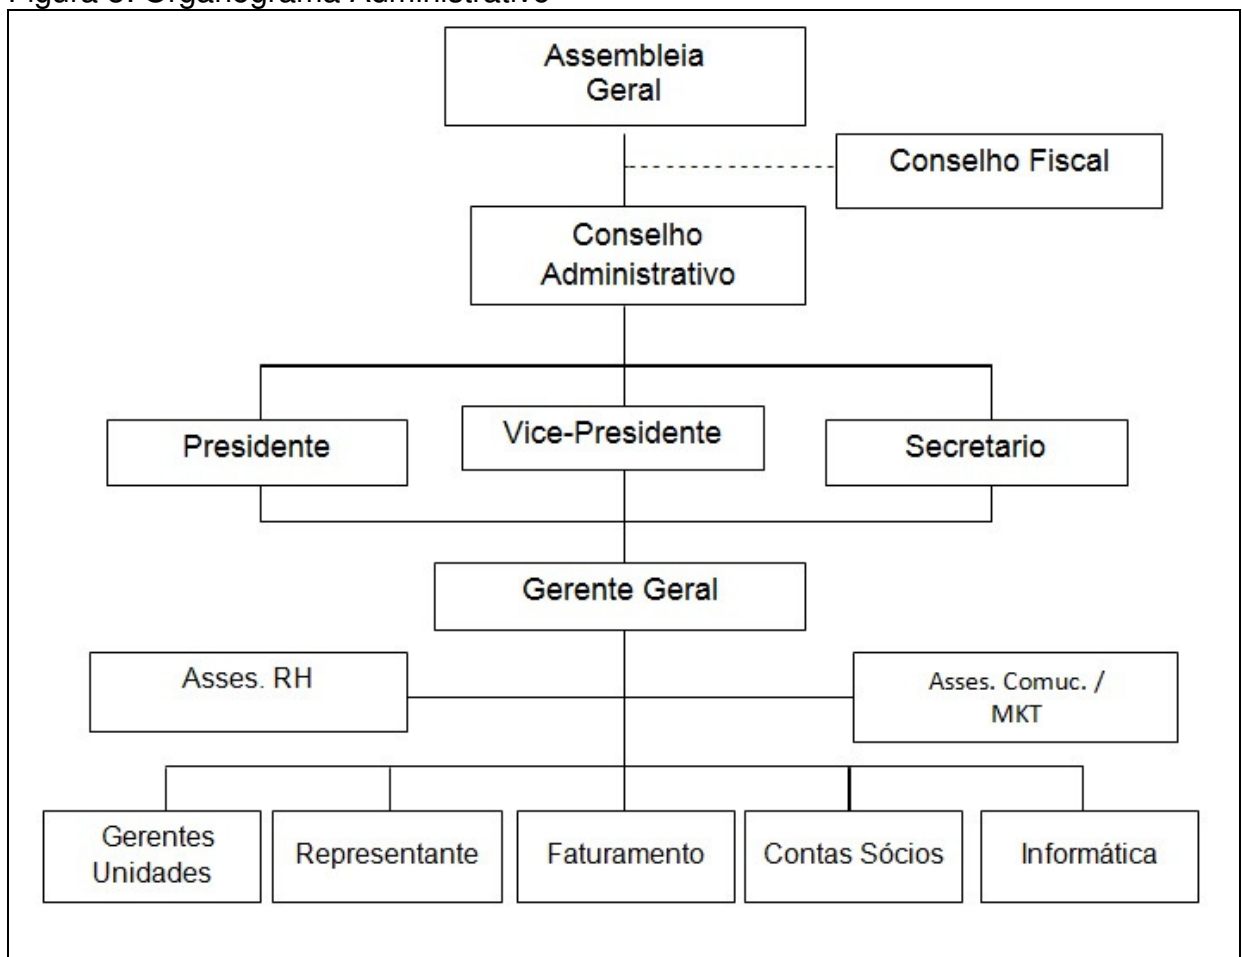 Figura 3. Organograma Administrativo
Assembleia
Geral
Conselho Fiscal
Conselho
Administrativo
Presidente
Vice-Presidente
Secretario
Gerente Geral
Asses. RH
Asses. Comuc. /
MKT
Gerentes
Unidades
Representante
Faturamento
Contas Sócios
Informática